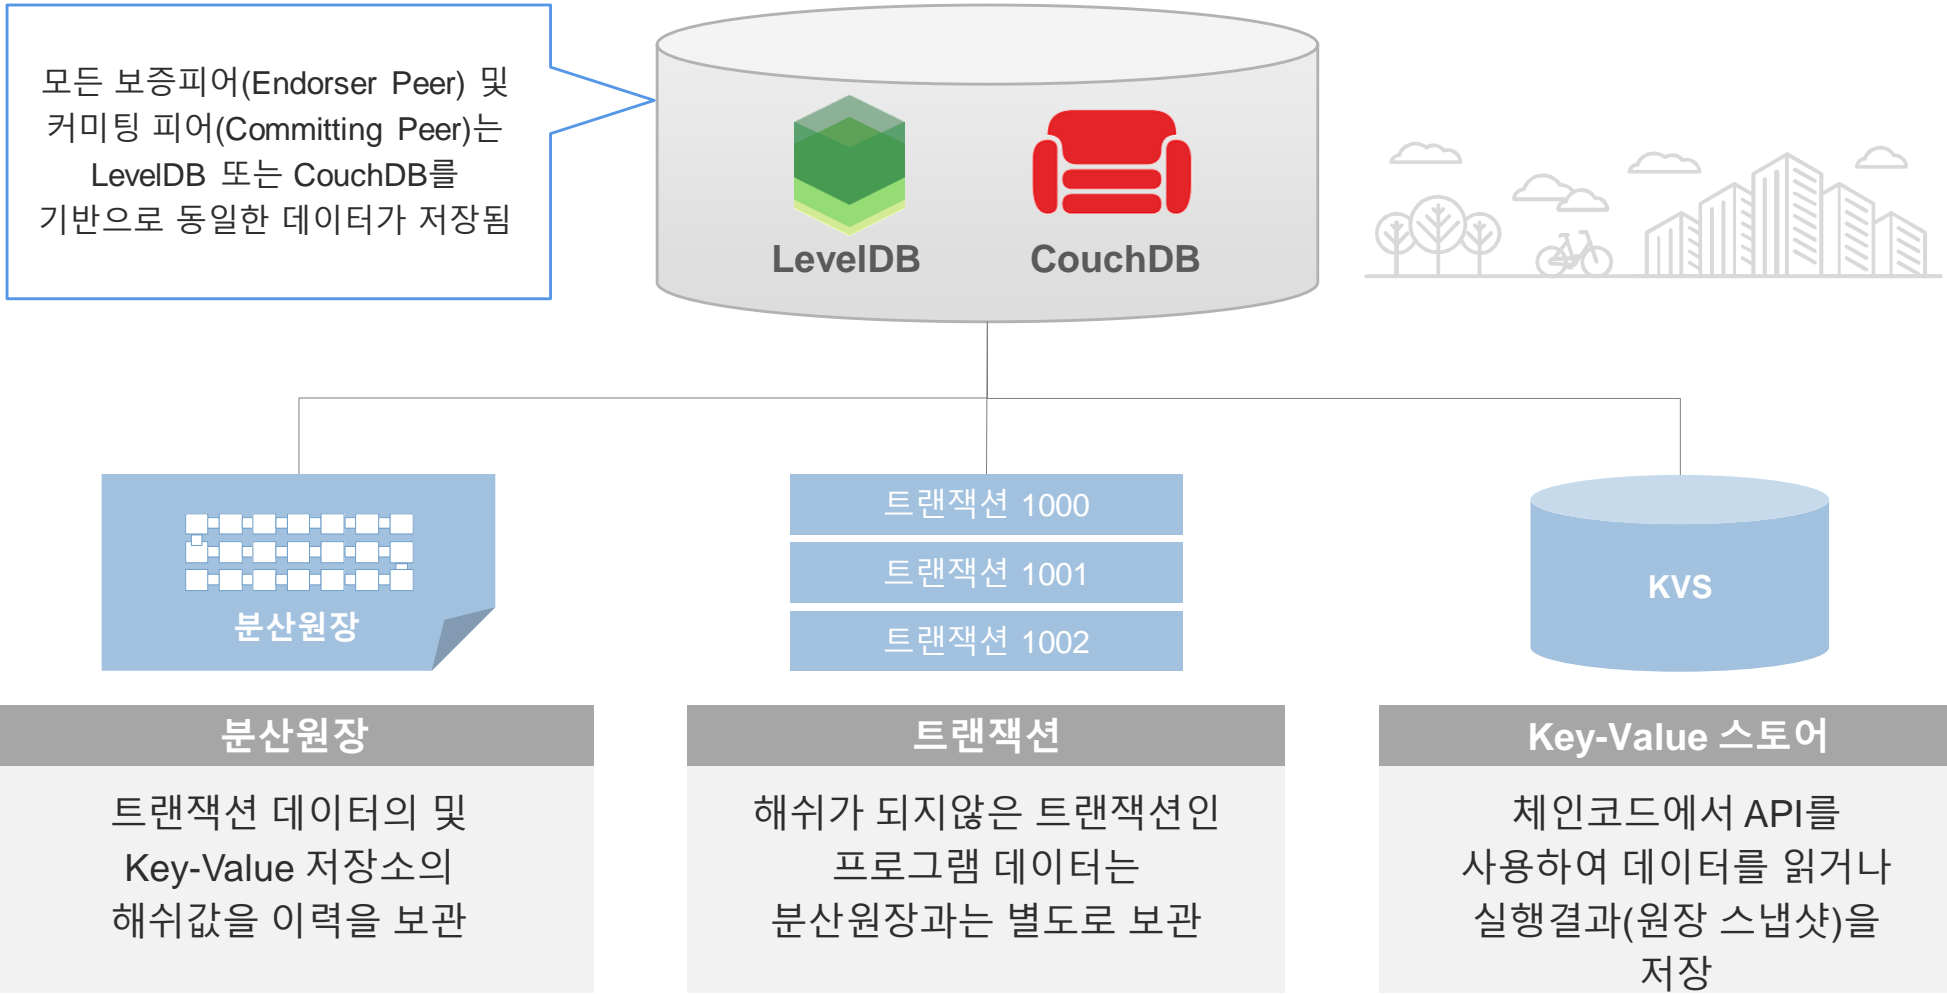 모든 보증피어(Endorser Peer) 및
커미팅 피어(Committing Peer)는
LevelDB 또는 CouchDB를
기반으로 동일한 데이터가 저장됨
LevelDB
CouchDB
분산원장
트랜잭션 1000
트랜잭션 1001
트랜잭션 1002
KVS
분산원장
트랜잭션 데이터의 및
Key-Value 저장소의
해쉬값을 이력을 보관
트랜잭션
해쉬가 되지않은 트랜잭션인
프로그램 데이터는
분산원장과는 별도로 보관
Key-Value 스토어
체인코드에서 API를
사용하여 데이터를 읽거나
실행결과(원장 스냅샷)을
저장